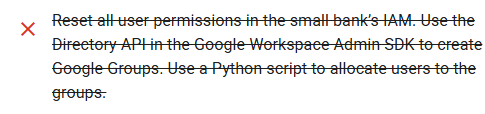 Reset all user permissions in the small bank's IAM. Use the
Directory API in the Google Workspace Admin SDK to create
Google Groups. Use a Python script to allocate users to the
groups.